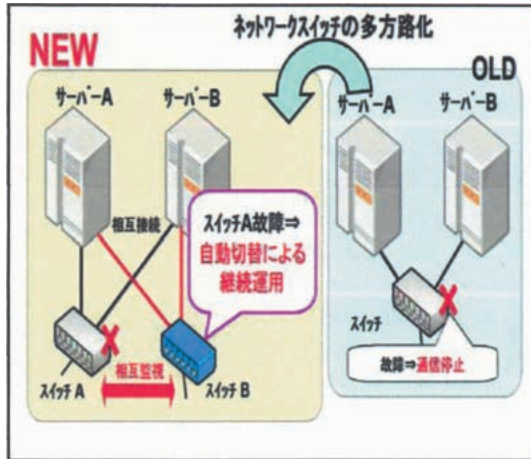 ネットワークスイッチの多方路化
NEW
サーバーA
サーバーB
相互接続
スイッチA故障⇒
自動切替による
継続運用
スイッチA
相互監視
スイッチB
OLD
サーバーA
サーバーB
スイッチ
故障⇒通信停止